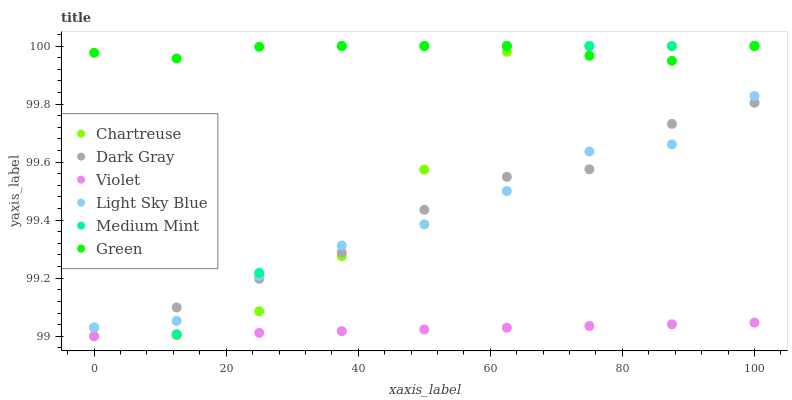 title
yaxis_label
100
99.8
99.6
99.4
99.2
99
Chartreuse
Dark Gray
Violet
Light Sky Blue
Medium Mint
Green
0
20
40
60
80
100
xaxis_label